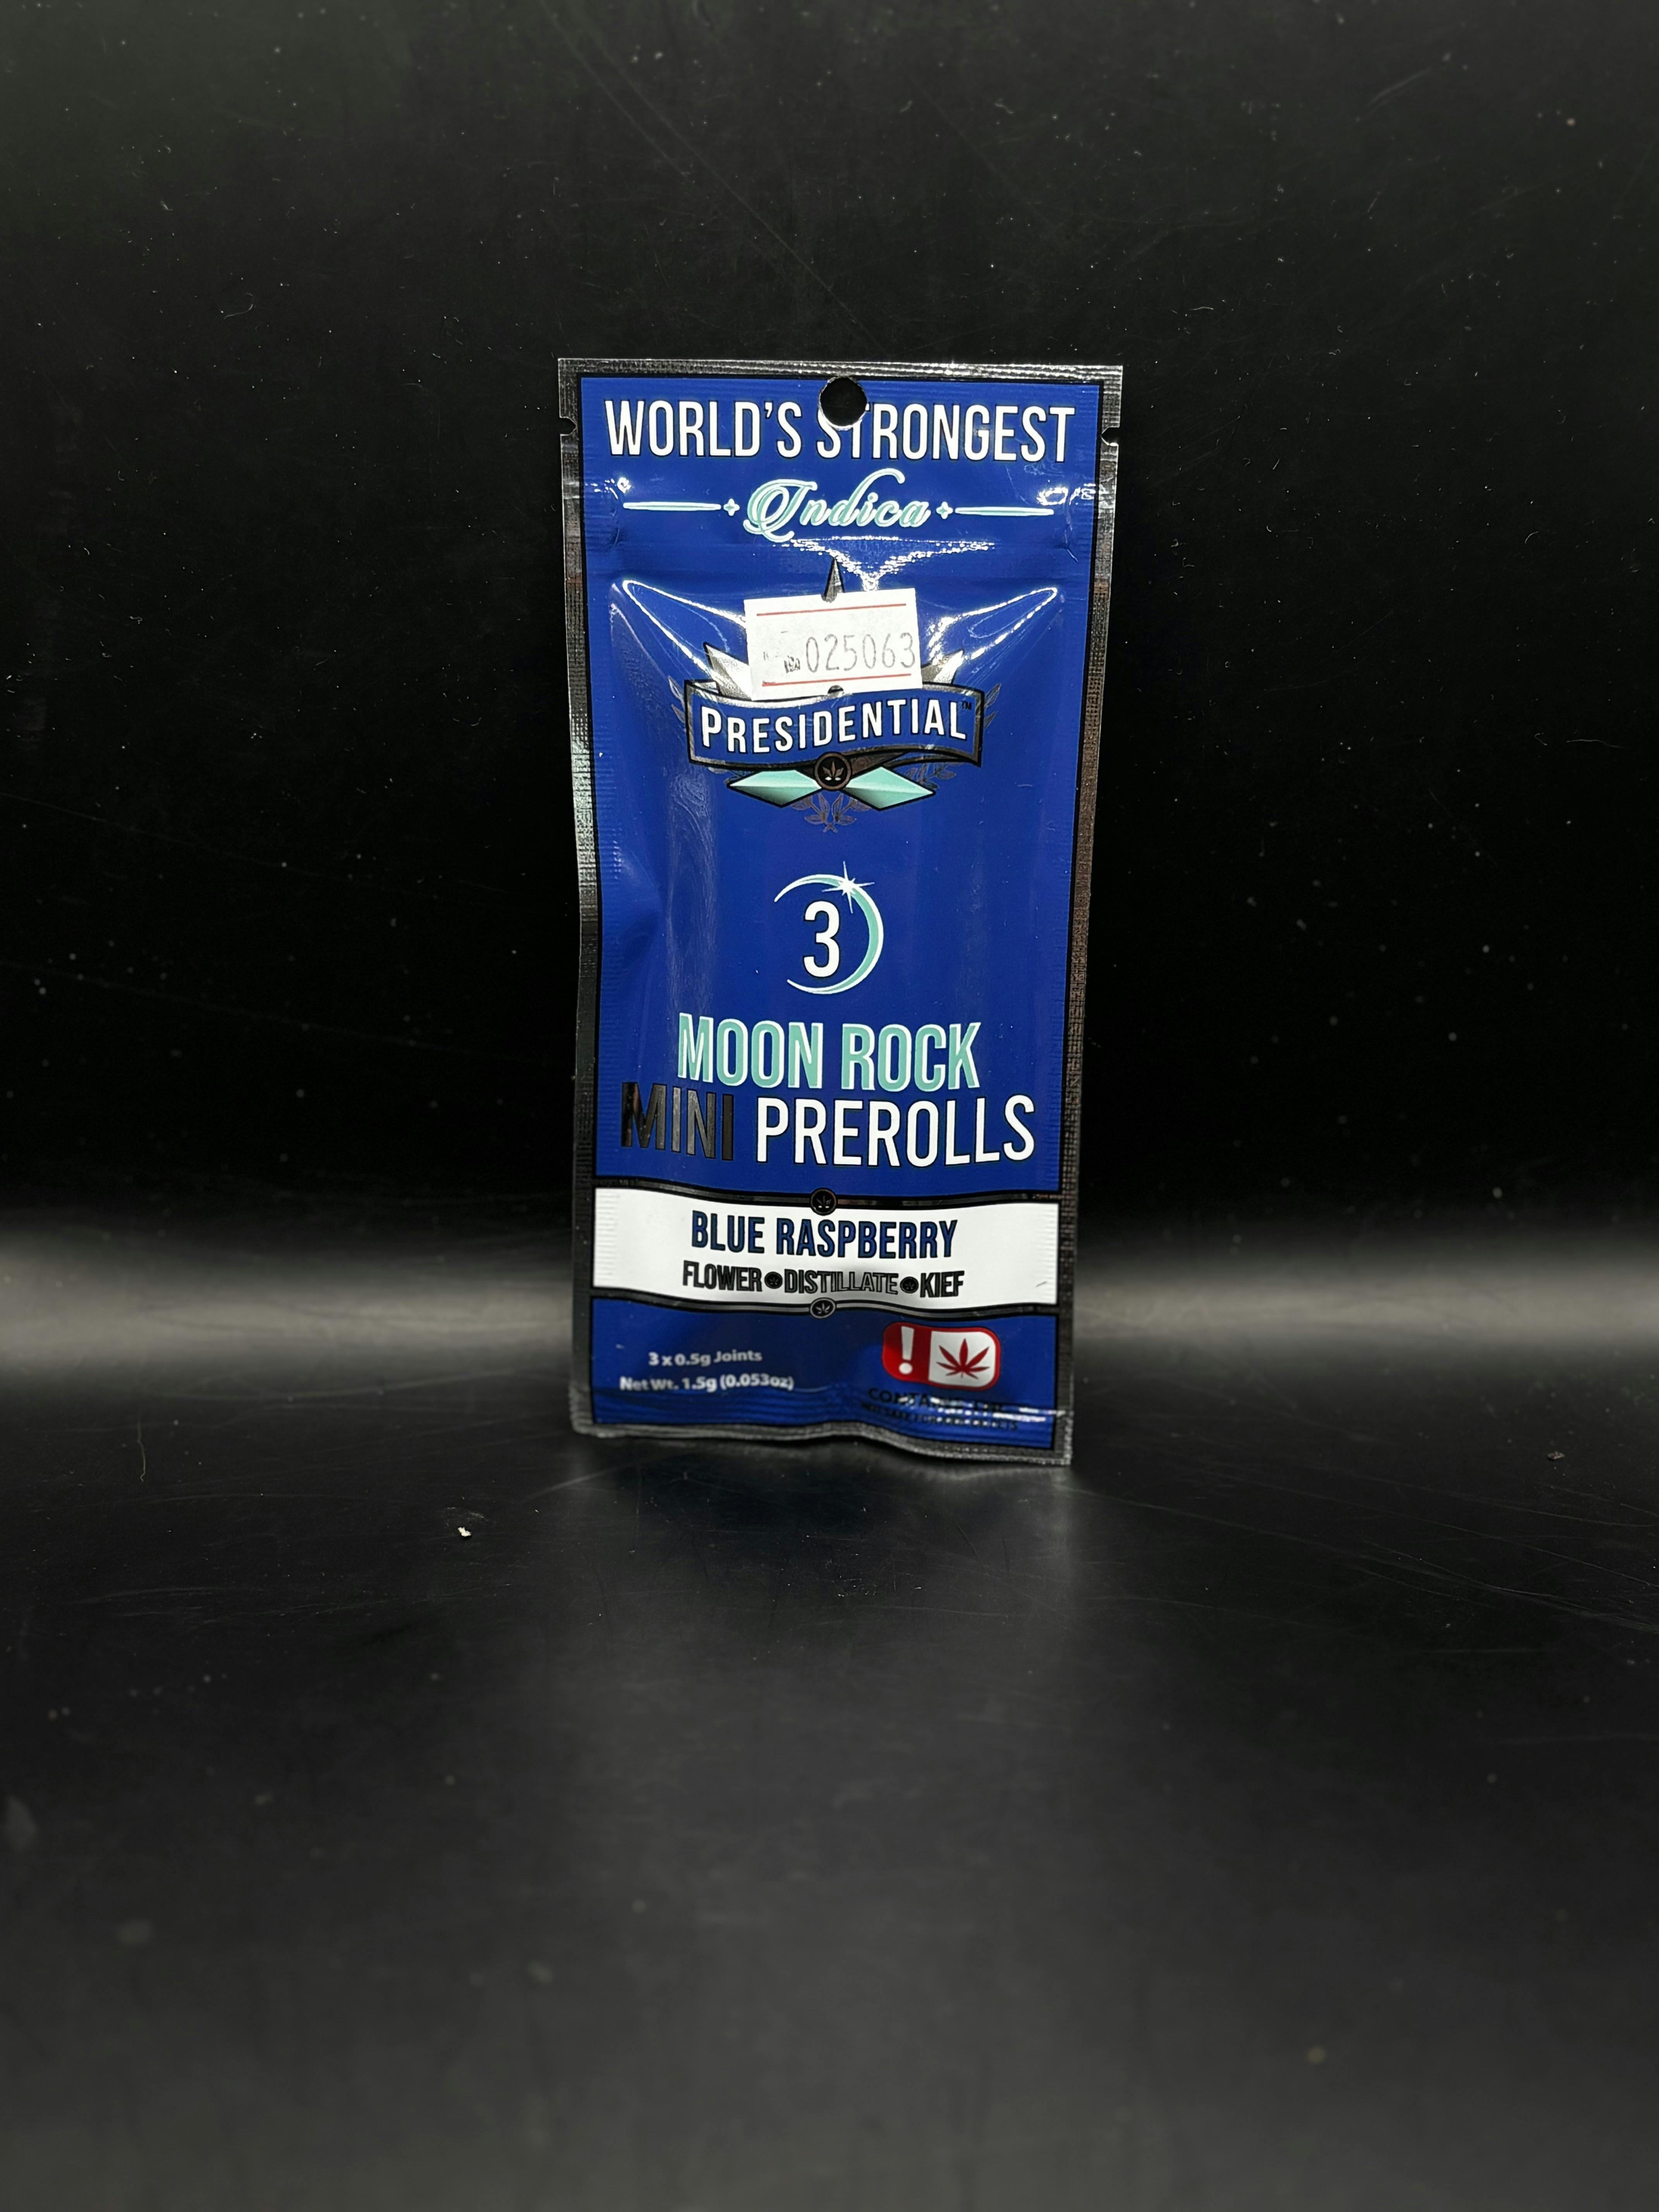 WORLD'S STRONGEST
Indica
025063
PRESIDENTIAL™
3
MOON ROCK
MINI PREROLLS
BLUE RASPBERRY
FLOWER•DISTILLATE•KIEF
3 x 0.5g Joints
Net Wt. 1.5g (0.053oz)
!